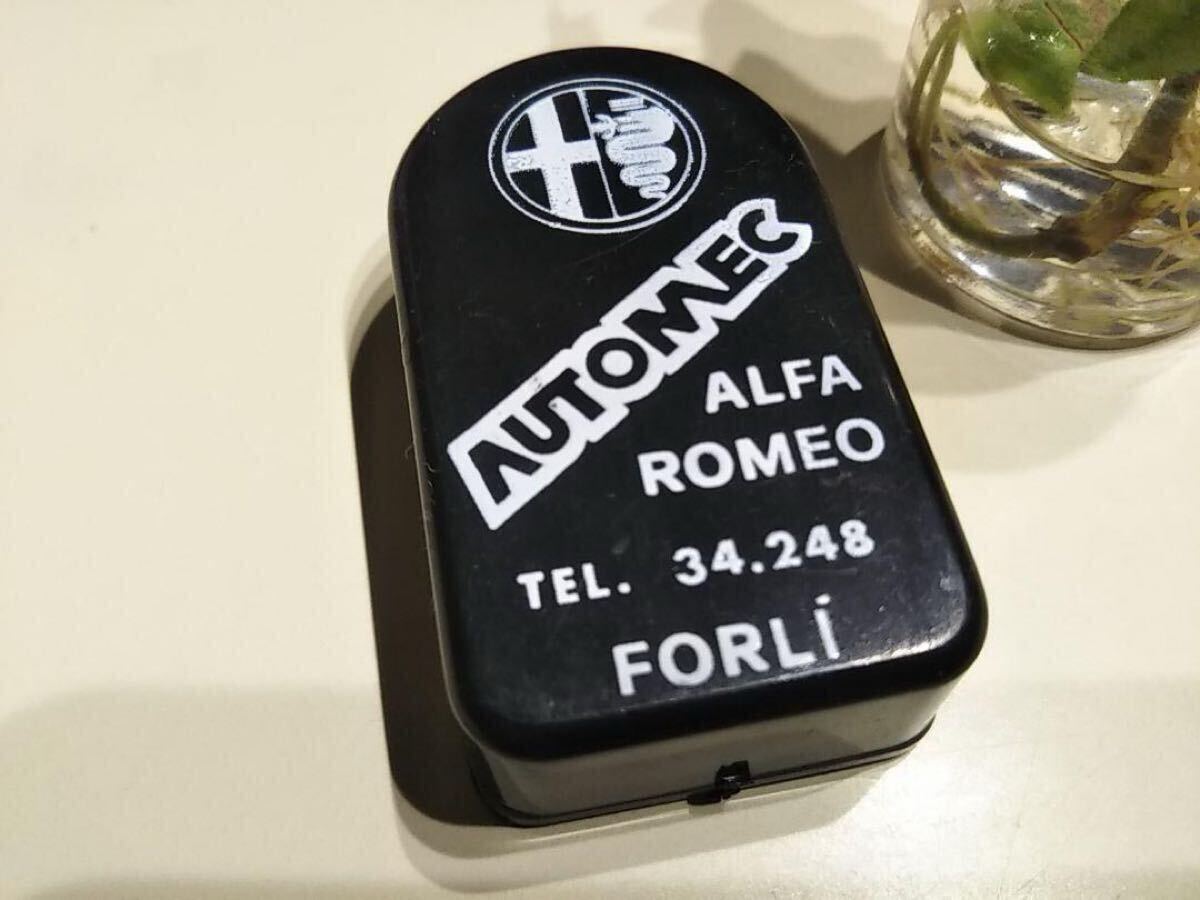 AUTOMEC
ALFA
ROMEO
TEL. 34.248
FORLİ